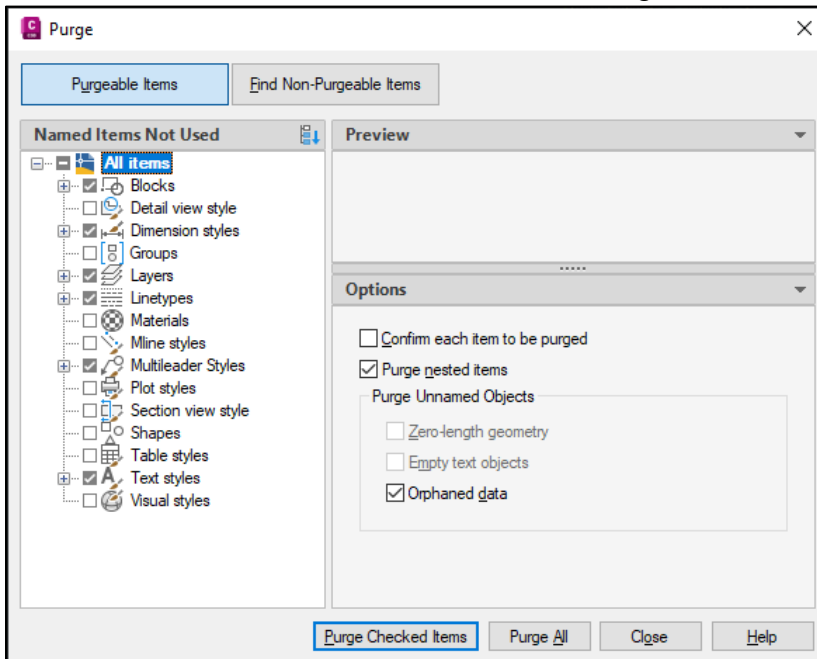 Purge
Purgeable Items
Find Non-Purgeable Items
Named Items Not Used
All items
Blocks
Detail view style
Dimension styles
Groups
Layers
Linetypes
Materials
Mline styles
Multileader Styles
Plot styles
Section view style
Shapes
Table styles
Text styles
Visual styles
Preview
Options
Confirm each item to be purged
Purge nested items
Purge Unnamed Objects
Zero-length geometry
Empty text objects
Orphaned data
Purge Checked Items
Purge All
Close
Help